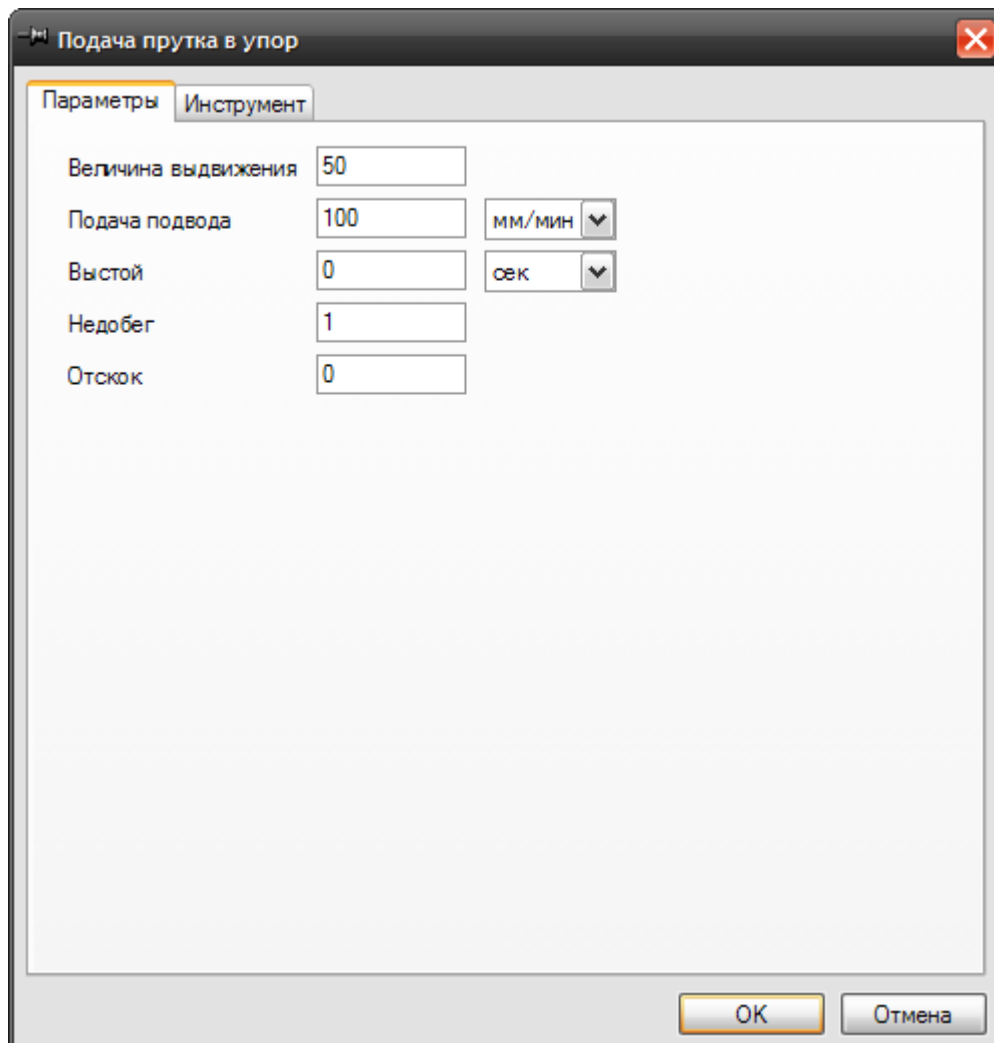 Подача прутка в упор
Параметры Инструмент
Величина выдвижения 50
Подача подвода 100 мм/мин
Выстой 0 сек
Недобег 1
Отскок 0
OK Отмена